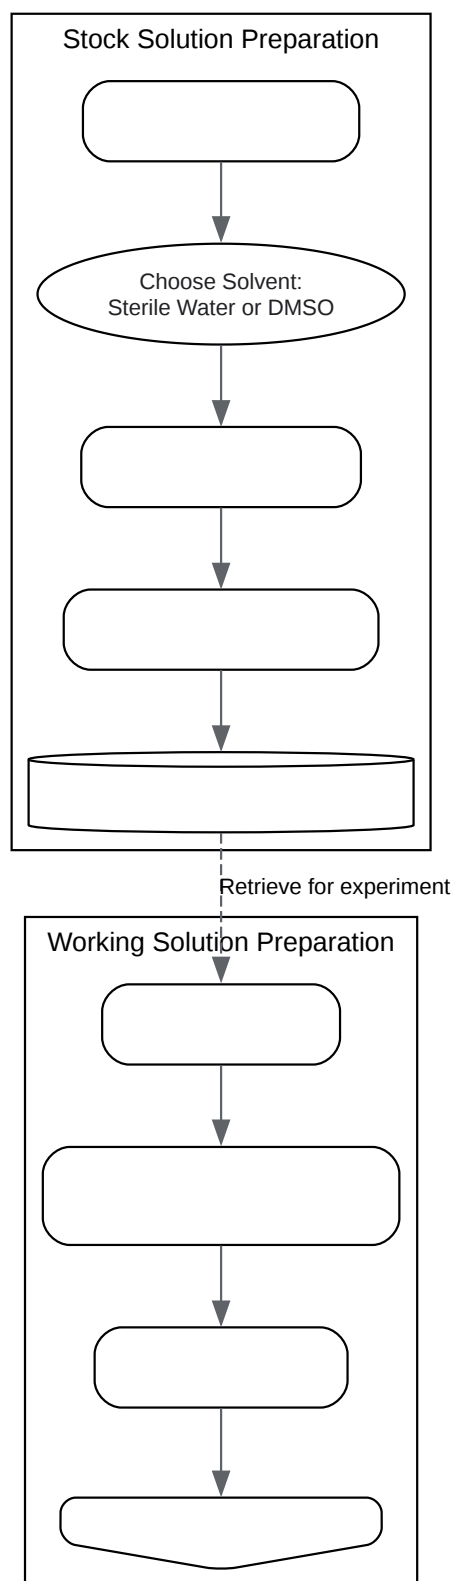 Stock Solution Preparation
Choose Solvent:
Sterile Water or DMSO
Retrieve for experiment
Working Solution Preparation